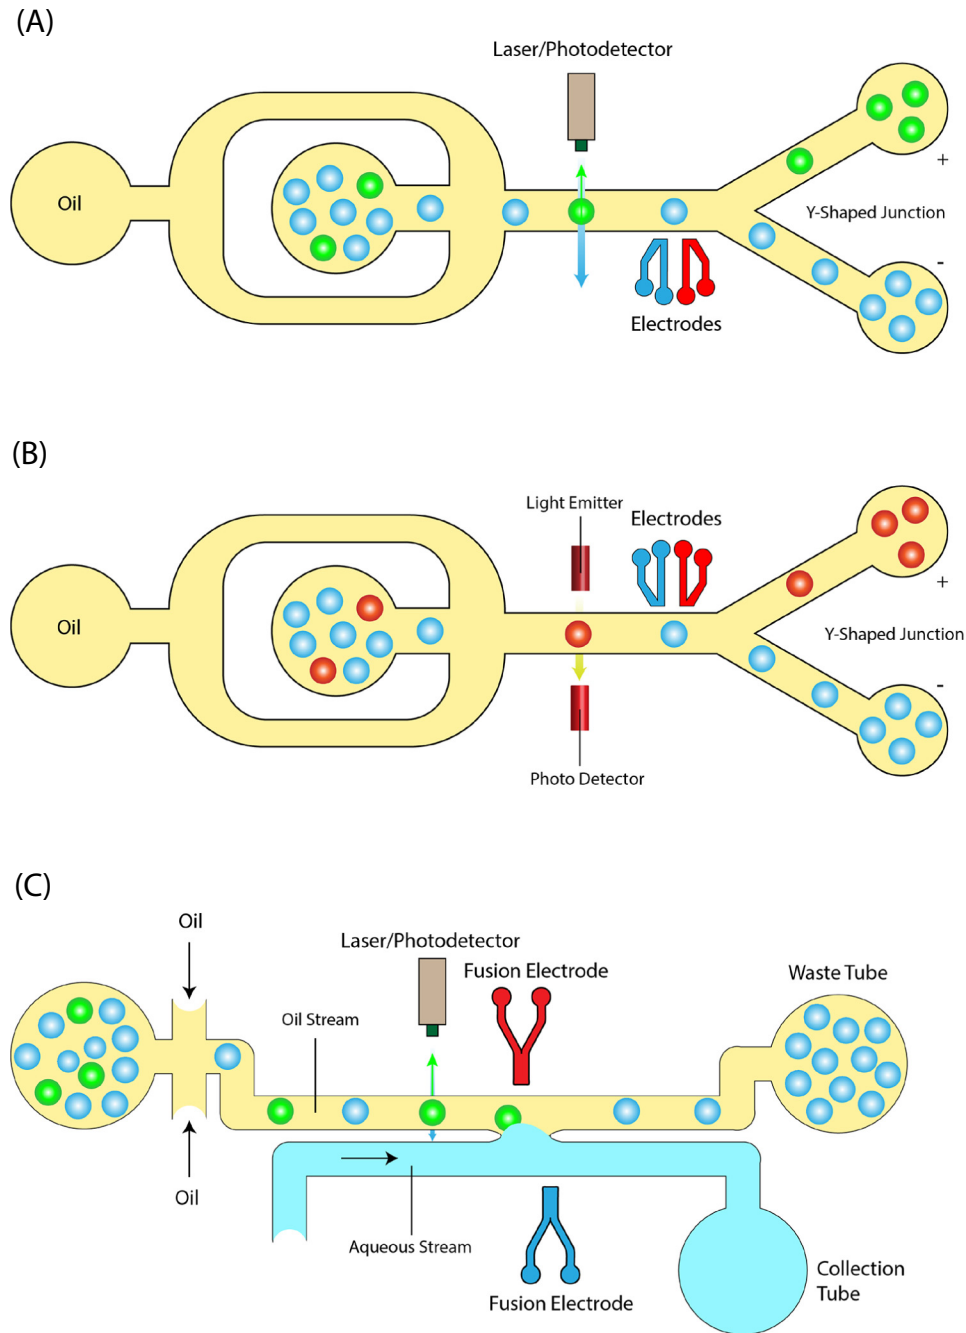 (A)
Laser/Photodetector
Oil
+
Y-Shaped Junction
-
Electrodes
(B)
Light Emitter
Electrodes
Oil
+
Y-Shaped Junction
-
Photo Detector
(C)
Oil
Laser/Photodetector
Fusion Electrode
Waste Tube
Oil Stream
Oil
Aqueous Stream
Fusion Electrode
Collection
Tube